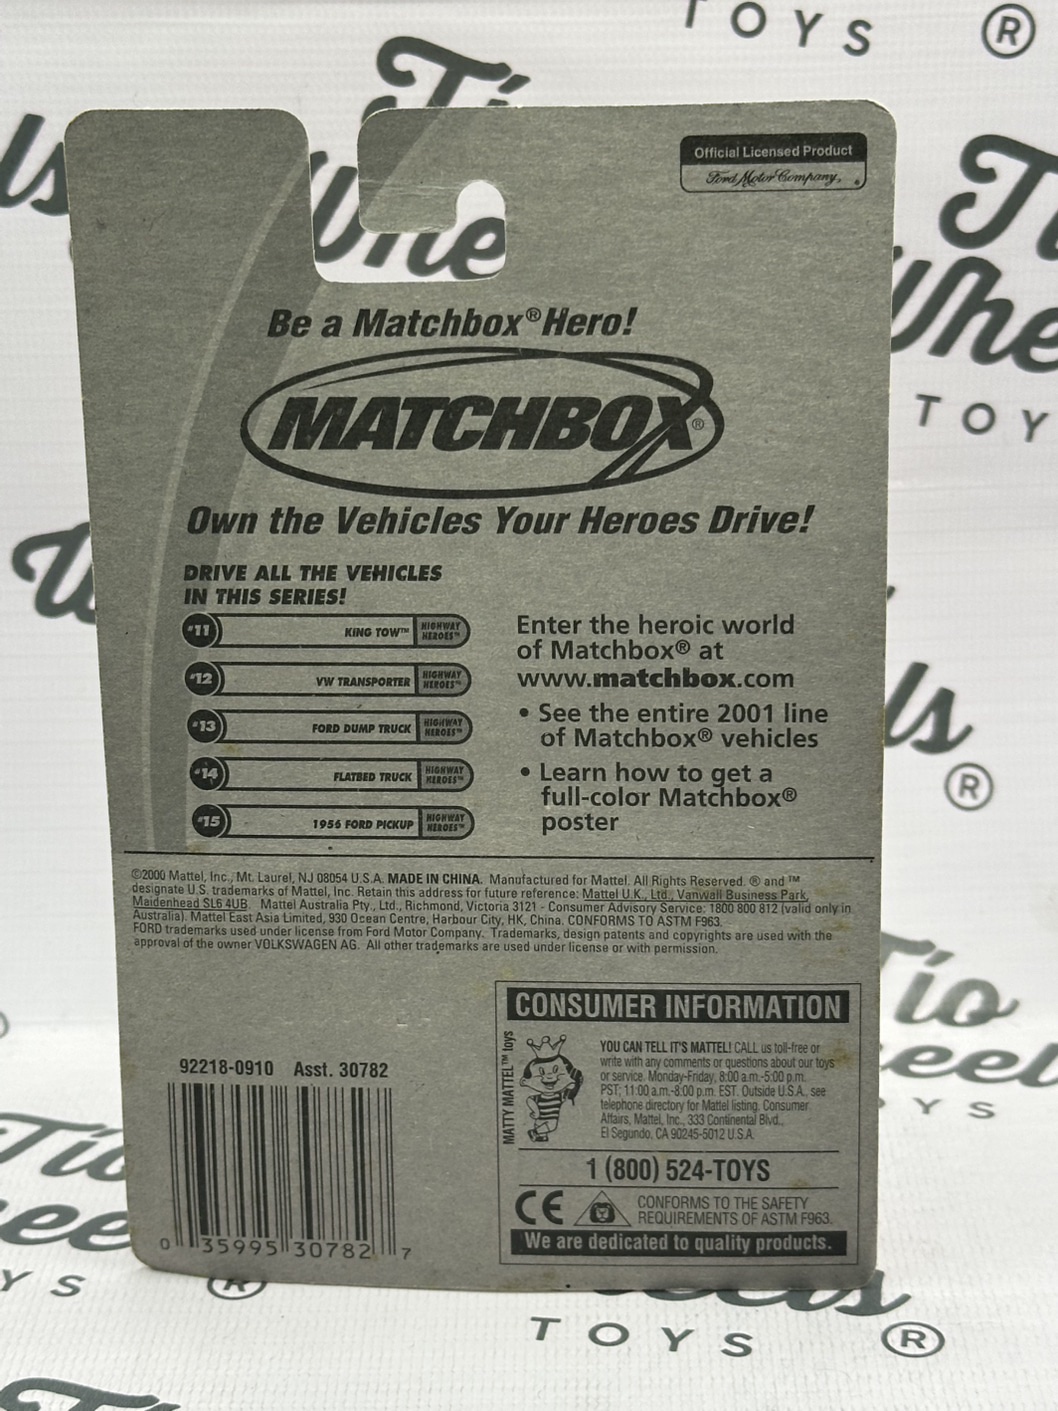 TOYS ®
Tio
Wheels
Official Licensed Product
Ford Motor Company,
Be a Matchbox® Hero!
MATCHBOX®
Own the Vehicles Your Heroes Drive!
DRIVE ALL THE VEHICLES
IN THIS SERIES!
#11 KING TOW™ HIGHWAY HEROES™
#12 VW TRANSPORTER HIGHWAY HEROES™
#13 FORD DUMP TRUCK HIGHWAY HEROES™
#14 FLATBED TRUCK HIGHWAY HEROES™
#15 1956 FORD PICKUP HIGHWAY HEROES™
Enter the heroic world
of Matchbox® at
www.matchbox.com
• See the entire 2001 line
of Matchbox® vehicles
• Learn how to get a
full-color Matchbox®
poster
©2000 Mattel, Inc., Mt. Laurel, NJ 08054 U.S.A. MADE IN CHINA. Manufactured for Mattel. All Rights Reserved. ® and ™
designate U.S. trademarks of Mattel, Inc. Retain this address for future reference: Mattel U.K., Ltd., Vanwall Business Park,
Maidenhead SL6 4UB. Mattel Australia Pty., Ltd., Richmond, Victoria 3121 - Consumer Advisory Service: 1800 800 812 (valid only in
Australia). Mattel East Asia Limited, 930 Ocean Centre, Harbour City, HK, China. CONFORMS TO ASTM F963.
FORD trademarks used under license from Ford Motor Company. Trademarks, design patents and copyrights are used with the
approval of the owner VOLKSWAGEN AG. All other trademarks are used under license or with permission.
92218-0910 Asst. 30782
0 35995 30782 7
CONSUMER INFORMATION
MATTY MATTEL™ toys
YOU CAN TELL IT'S MATTEL! CALL us toll-free or
write with any comments or questions about our toys
or service. Monday-Friday, 8:00 a.m.-5:00 p.m.
PST; 11:00 a.m.-8:00 p.m. EST. Outside U.S.A., see
telephone directory for Mattel listing. Consumer
Affairs, Mattel, Inc., 333 Continental Blvd.,
El Segundo, CA 90245-5012 U.S.A.
1 (800) 524-TOYS
CE
CONFORMS TO THE SAFETY
REQUIREMENTS OF ASTM F963.
We are dedicated to quality products.
TOYS ®